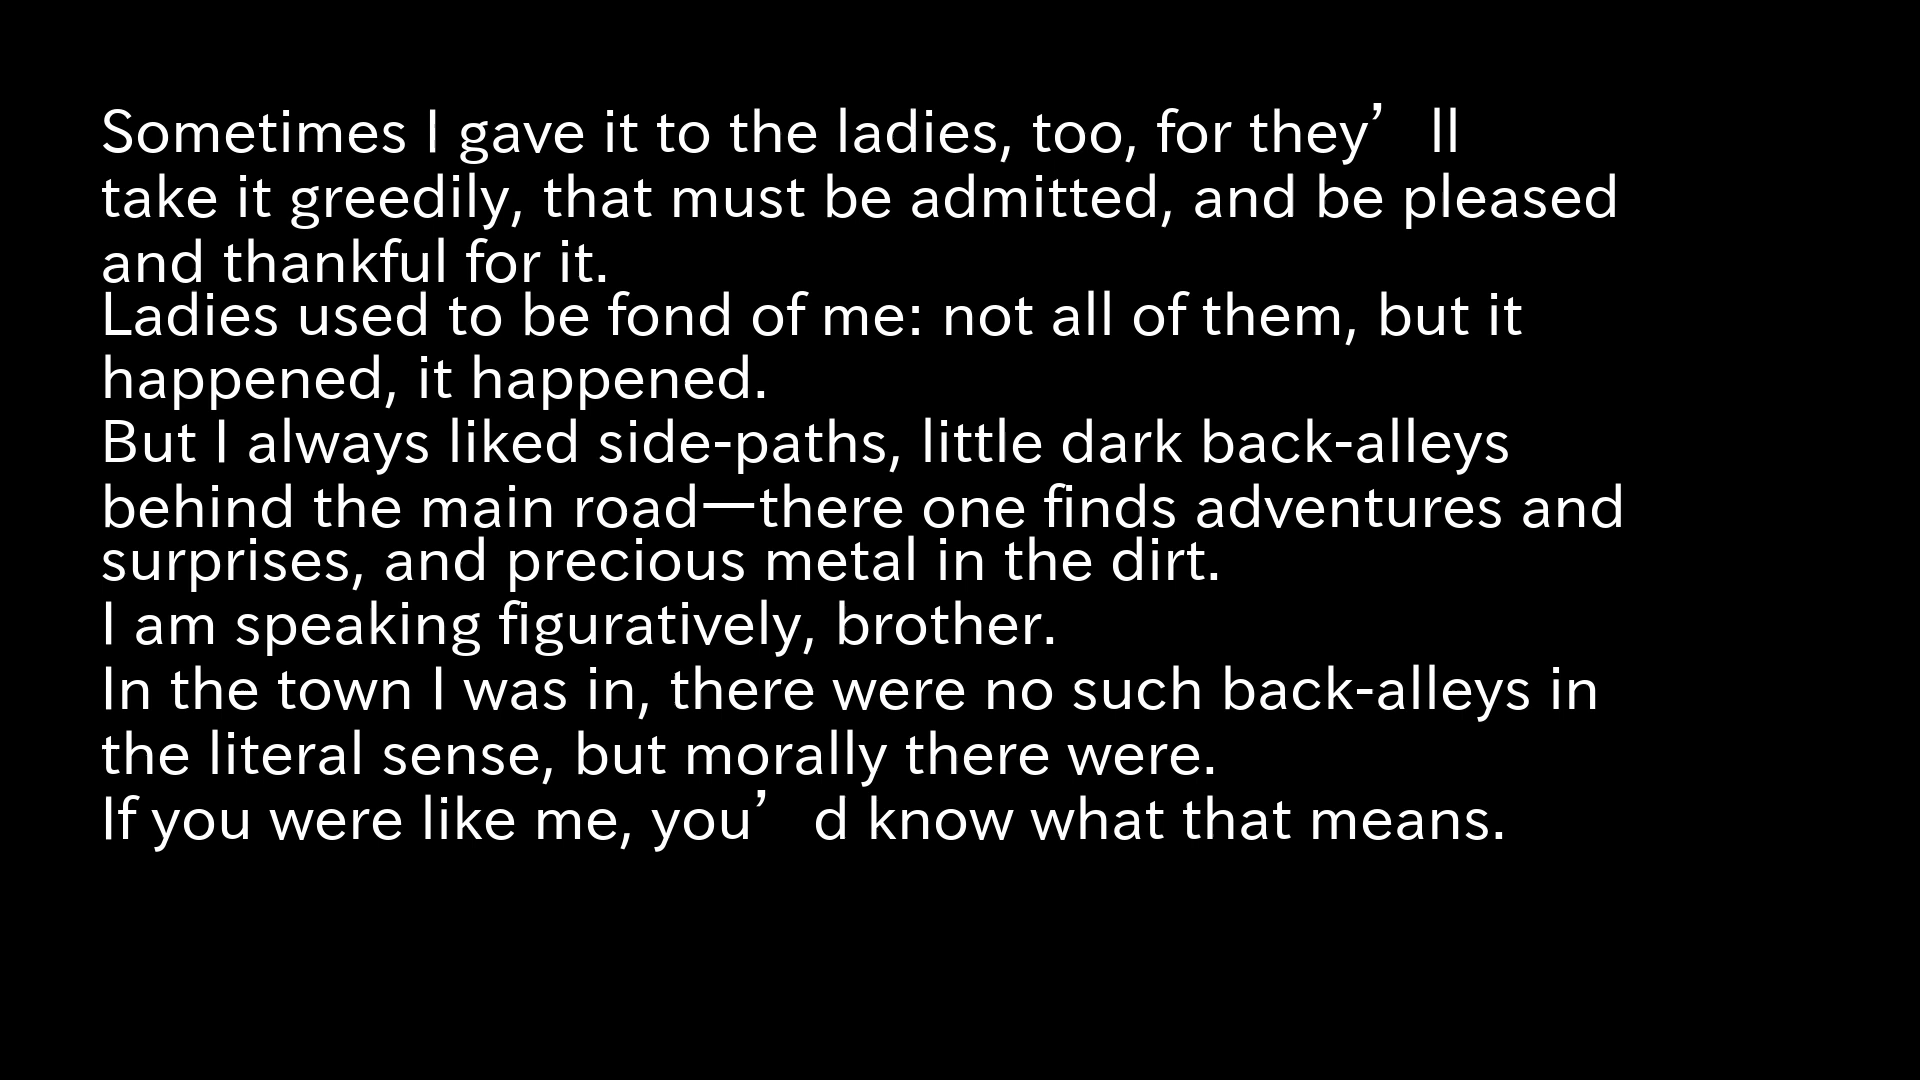 Sometimes I gave it to the ladies, too, for they’ll
take it greedily, that must be admitted, and be pleased
and thankful for it.
Ladies used to be fond of me: not all of them, but it
happened, it happened.
But I always liked side-paths, little dark back-alleys
behind the main road—there one finds adventures and
surprises, and precious metal in the dirt.
I am speaking figuratively, brother.
In the town I was in, there were no such back-alleys in
the literal sense, but morally there were.
If you were like me, you’d know what that means.